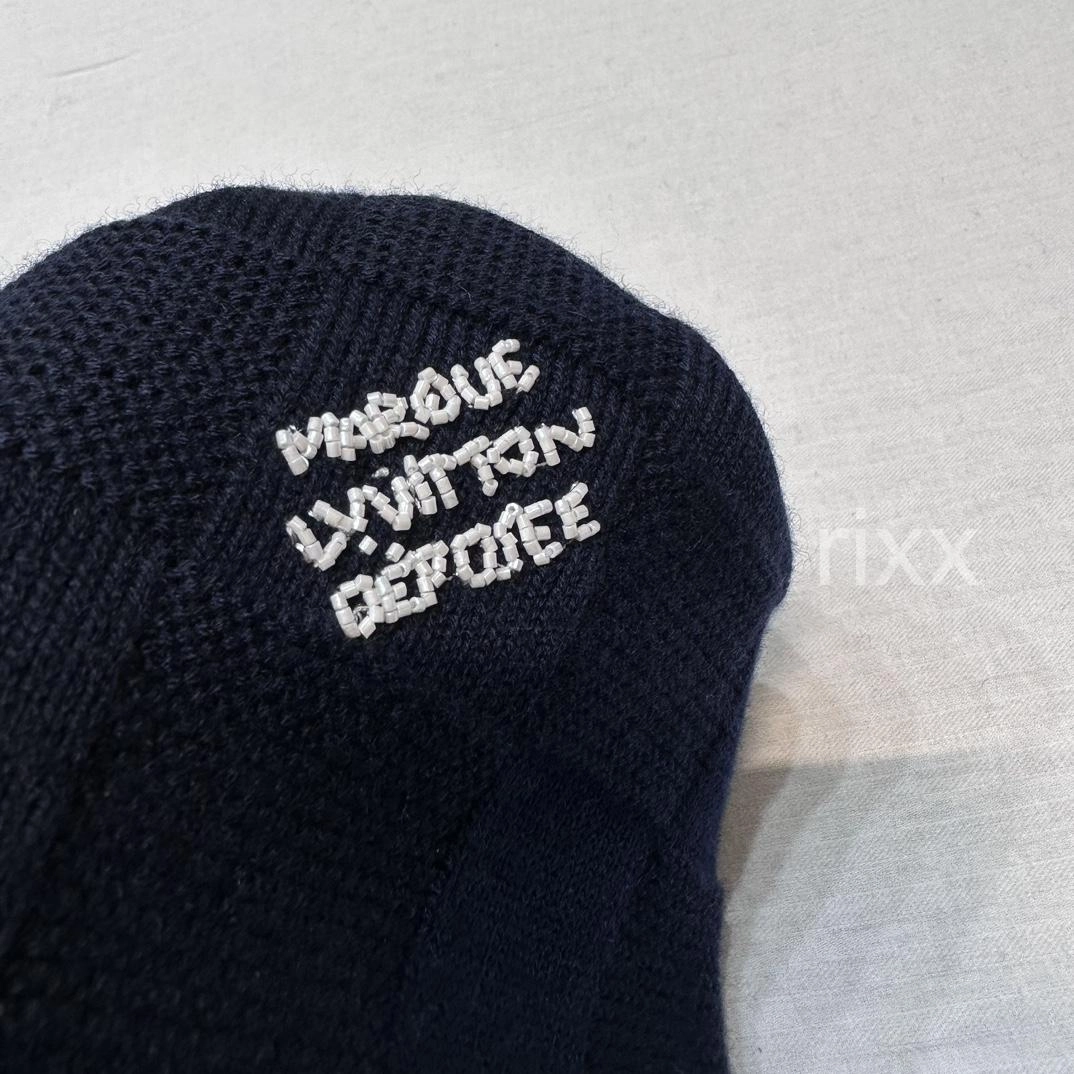 MARQUE
L.VUITTON
DÉPOSÉE
rixx